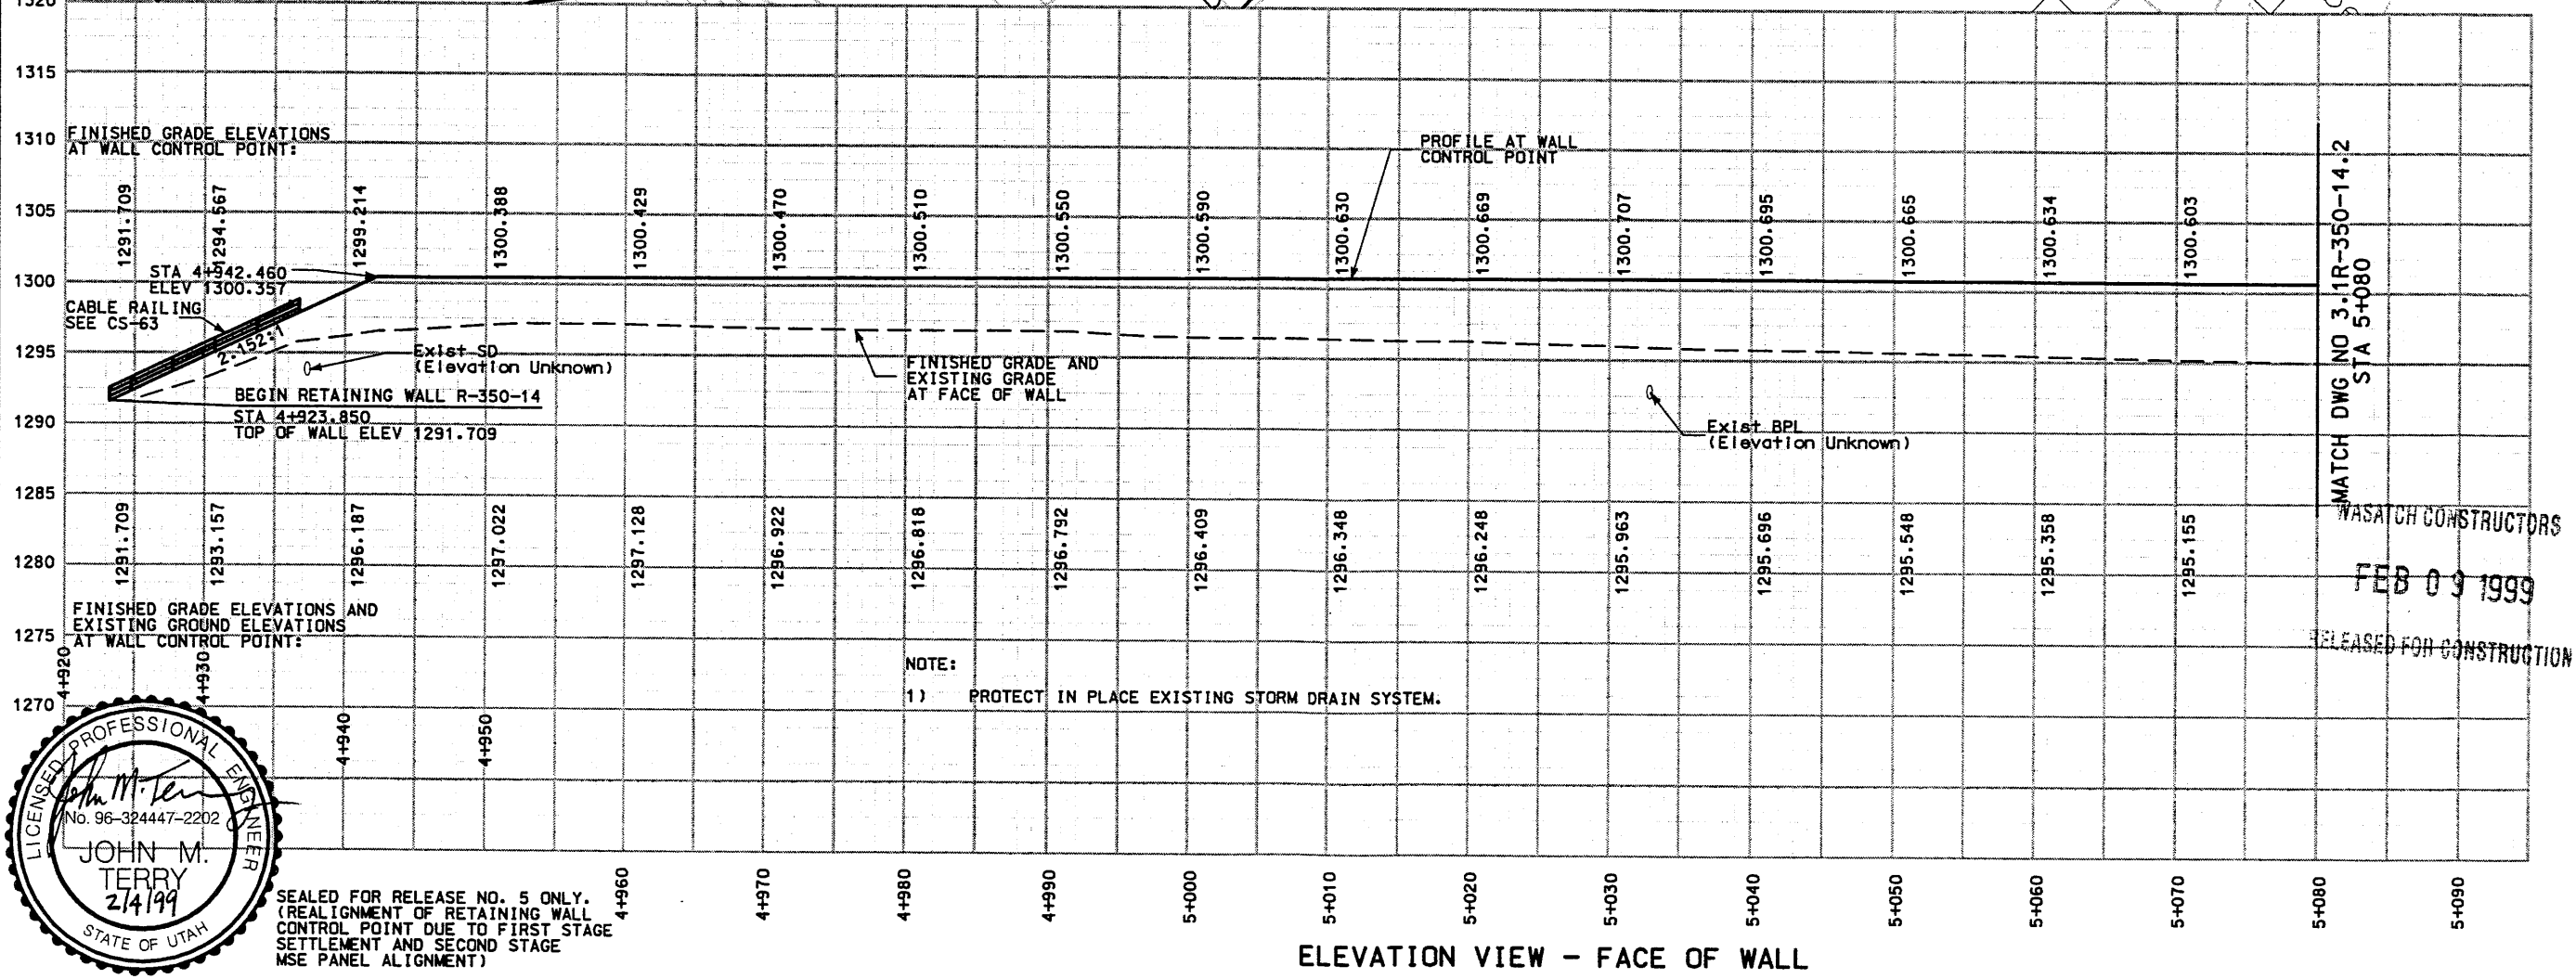 1320
1315
1310
1305
1300
1295
1290
1285
1280
1275
1270
FINISHED GRADE ELEVATIONS
AT WALL CONTROL POINT:
1291.709
1294.567
1299.214
1300.388
1300.429
1300.470
1300.510
1300.550
1300.590
1300.630
1300.669
1300.707
1300.695
1300.665
1300.634
1300.603
PROFILE AT WALL
CONTROL POINT
STA 4+942.460
ELEV 1300.357
CABLE RAILING
SEE CS-63
2.152:1
Exist SD
(Elevation Unknown)
BEGIN RETAINING WALL R-350-14
STA 4+923.850
TOP OF WALL ELEV 1291.709
FINISHED GRADE AND
EXISTING GRADE
AT FACE OF WALL
Exist BPL
(Elevation Unknown)
MATCH DWG NO 3.1R-350-14.2
STA 5+080
1291.709
1293.157
1296.187
1297.022
1297.128
1296.922
1296.818
1296.792
1296.409
1296.348
1296.248
1295.963
1295.696
1295.548
1295.358
1295.155
WASATCH CONSTRUCTORS
FEB 09 1999
RELEASED FOR CONSTRUCTION
FINISHED GRADE ELEVATIONS AND
EXISTING GROUND ELEVATIONS
AT WALL CONTROL POINT:
NOTE:
1) PROTECT IN PLACE EXISTING STORM DRAIN SYSTEM.
4+920
4+930
4+940
4+950
4+960
4+970
4+980
4+990
5+000
5+010
5+020
5+030
5+040
5+050
5+060
5+070
5+080
5+090
LICENSED PROFESSIONAL ENGINEER
John M. Terry
No. 96-324447-2202
JOHN M.
TERRY
2/4/99
STATE OF UTAH
SEALED FOR RELEASE NO. 5 ONLY.
(REALIGNMENT OF RETAINING WALL
CONTROL POINT DUE TO FIRST STAGE
SETTLEMENT AND SECOND STAGE
MSE PANEL ALIGNMENT)
ELEVATION VIEW - FACE OF WALL